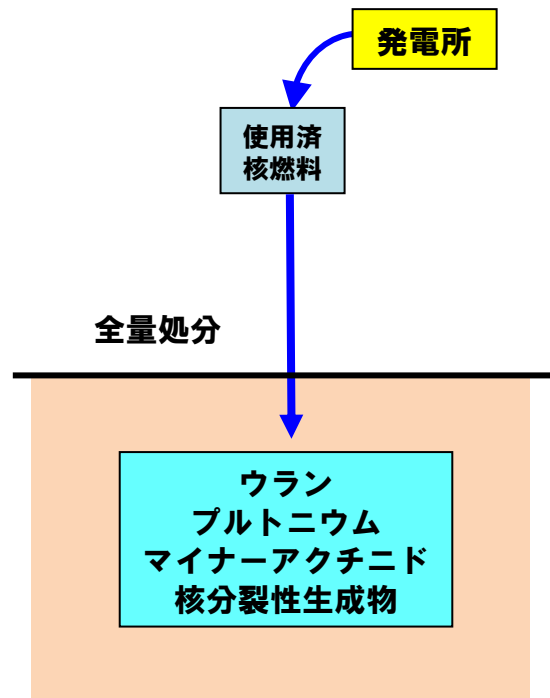 発電所
使用済
核燃料
全量処分
ウラン
プルトニウム
マイナーアクチニド
核分裂性生成物